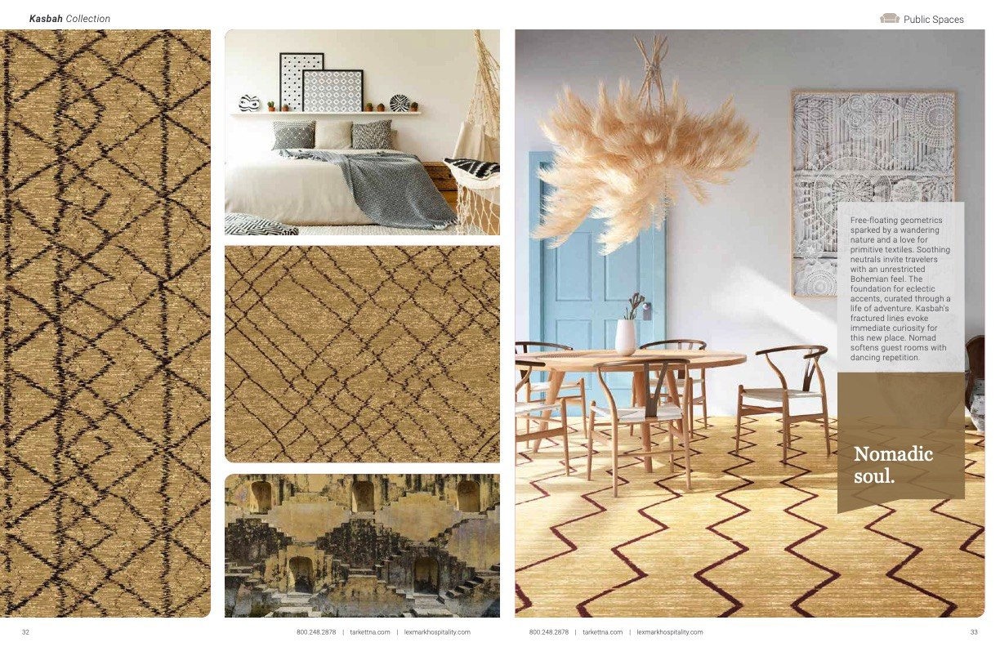 Kasbah Collection
Public Spaces
Free-floating geometrics
sparked by a wandering
nature and a love for
primitive textiles. Soothing
neutrals invite travelers
with an unrestricted
Bohemian feel. The
foundation for eclectic
accents, curated through a
life of adventure. Kasbah's
fractured lines evoke
immediate curiosity for
this new place. Nomad
softens guest rooms with
dancing repetition.
Nomadic
soul.
32
800.248.2878 | tarkettna.com | lexmarkhospitality.com
800.248.2878 | tarkettna.com | lexmarkhospitality.com
33